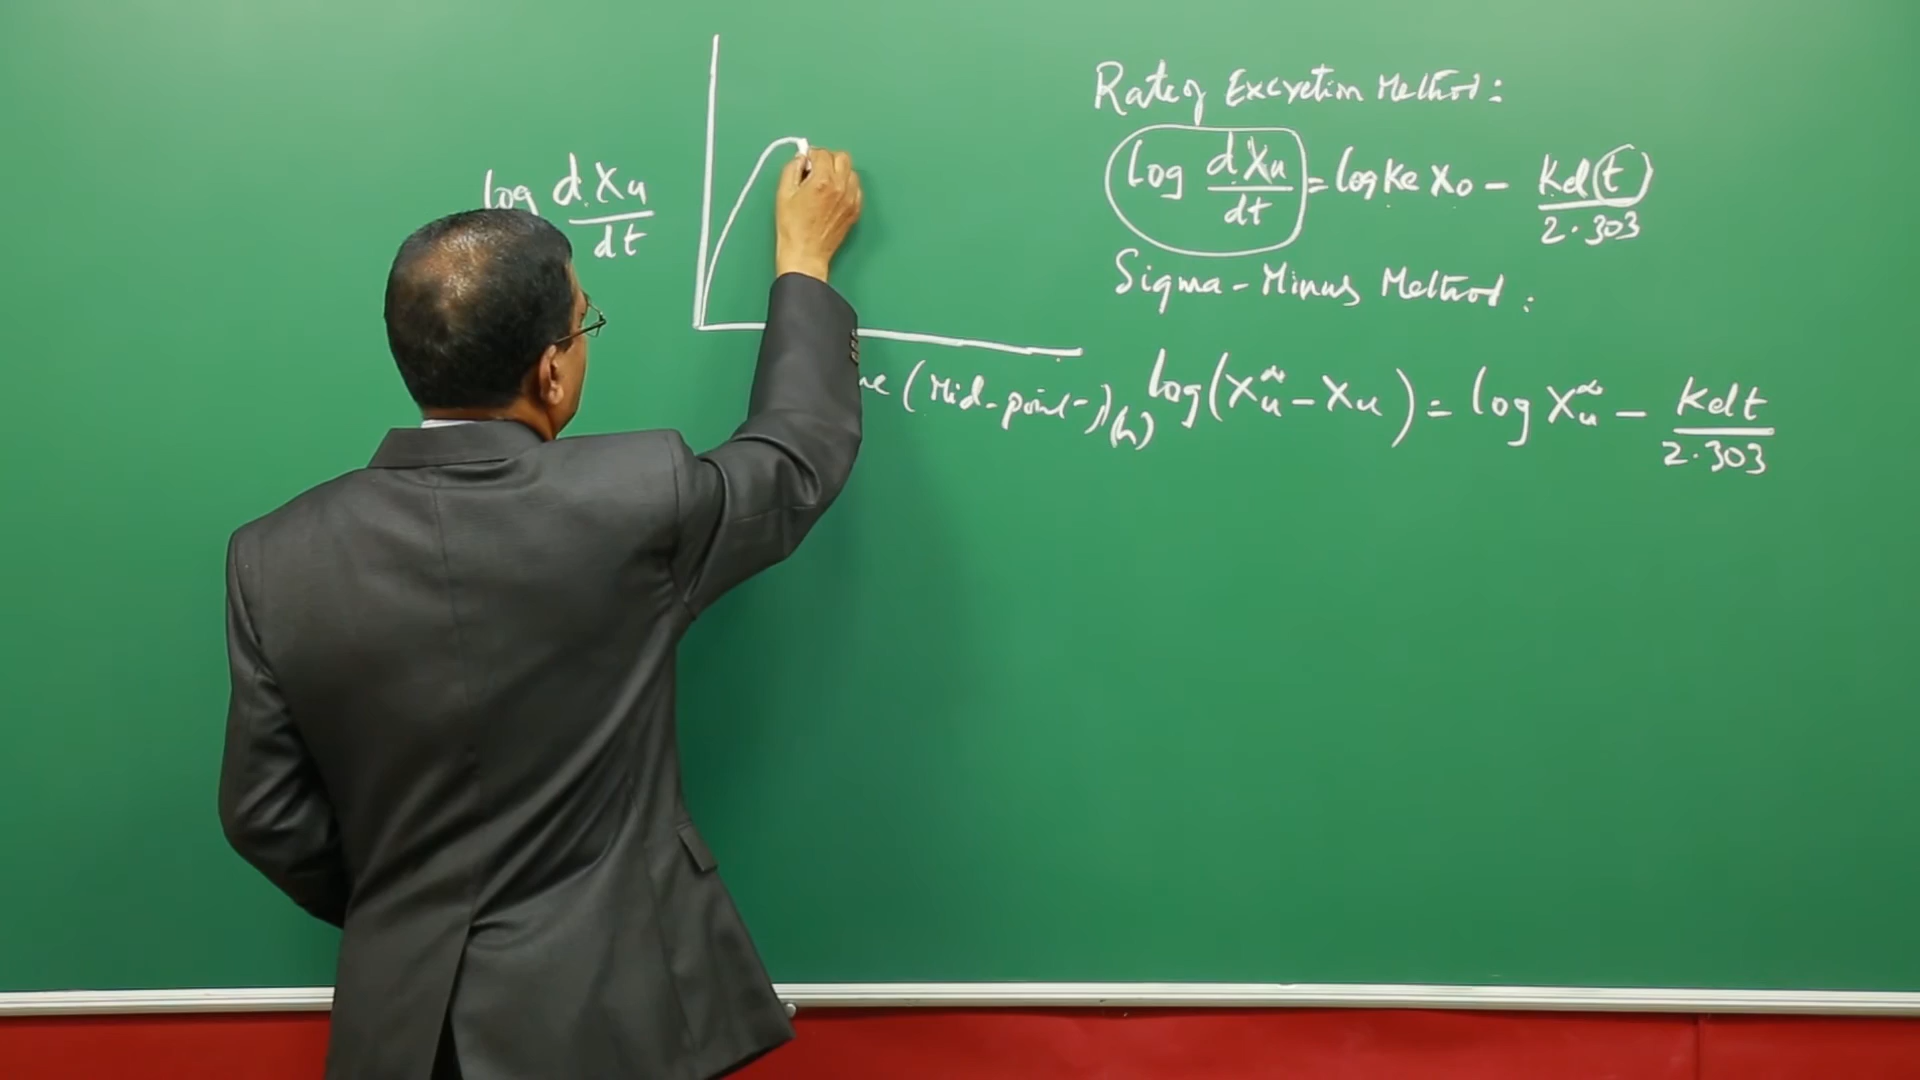 Rate of Excretion Method:
log dXu/dt = log Ke X0 - Kel(t)/2.303
Sigma-Minus Method:
log(Xu∞ - Xu) = log Xu∞ - Kelt/2.303
log dXu/dt
(Mid-point-)(h)